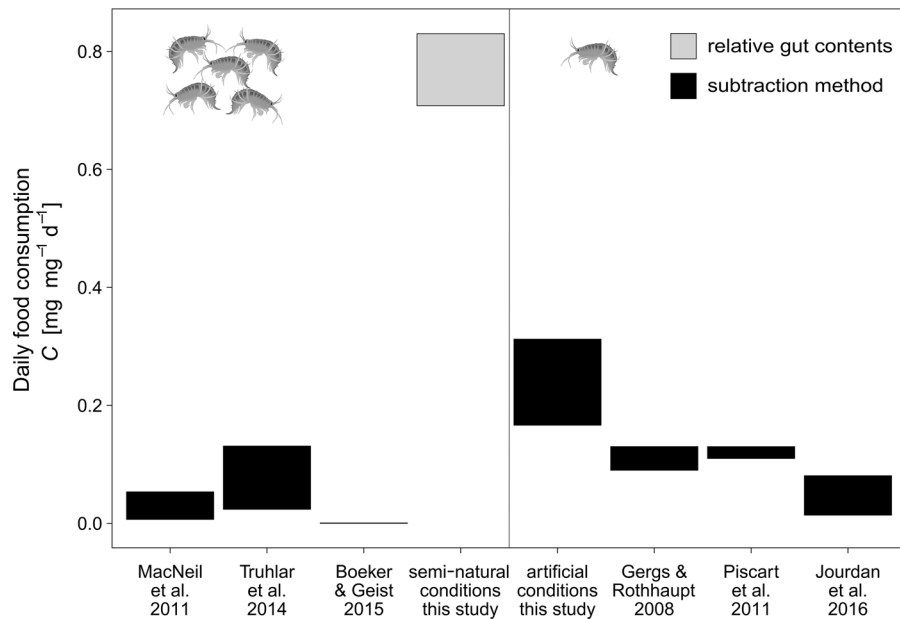 relative gut contents
subtraction method
Daily food consumption
C [mg mg⁻¹ d⁻¹]
0.8
0.6
0.4
0.2
0.0
MacNeil
et al.
2011
Truhlar
et al.
2014
Boeker
& Geist
2015
semi−natural
conditions
this study
artificial
conditions
this study
Gergs &
Rothhaupt
2008
Piscart
et al.
2011
Jourdan
et al.
2016